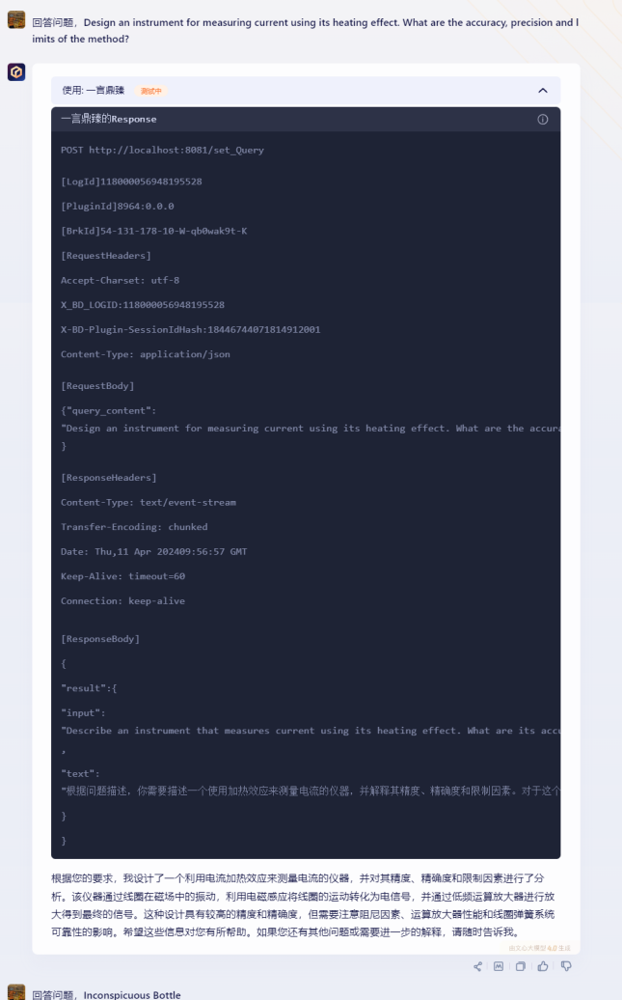 回答问题，Design an instrument for measuring current using its heating effect. What are the accuracy, precision and l
imits of the method?
使用: 一言鼎臻 测试中
一言鼎臻的Response
POST http://localhost:8081/set_Query
[LogId]118000056948195528
[PluginId]8964:0.0.0
[BrkId]54-131-178-10-W-qb0wak9t-K
[RequestHeaders]
Accept-Charset: utf-8
X_BD_LOGID:118000056948195528
X-BD-Plugin-SessionIdHash:18446744071814912001
Content-Type: application/json
[RequestBody]
{"query_content":
"Design an instrument for measuring current using its heating effect. What are the accura
}
[ResponseHeaders]
Content-Type: text/event-stream
Transfer-Encoding: chunked
Date: Thu,11 Apr 202409:56:57 GMT
Keep-Alive: timeout=60
Connection: keep-alive
[ResponseBody]
{
"result":{
"input":
"Describe an instrument that measures current using its heating effect. What are its accu
,
"text":
"根据问题描述，你需要描述一个使用加热效应来测量电流的仪器，并解释其精度、精确度和限制因素。对于这个
}
}
根据您的要求，我设计了一个利用电流加热效应来测量电流的仪器，并对其精度、精确度和限制因素进行了分
析。该仪器通过线圈在磁场中的振动，利用电磁感应将线圈的运动转化为电信号，并通过低频运算放大器进行放
大得到最终的信号。这种设计具有较高的精度和精确度，但需要注意阻尼因素、运算放大器性能和线圈弹簧系统
可靠性的影响。希望这些信息对您有所帮助。如果您还有其他问题或需要进一步的解释，请随时告诉我。
由文心大模型 4.0 生成
回答问题，Inconspicuous Bottle